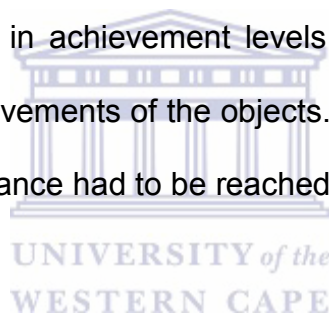 in achievement levels
vements of the objects.
ance had to be reached
UNIVERSITY of the
WESTERN CAPE